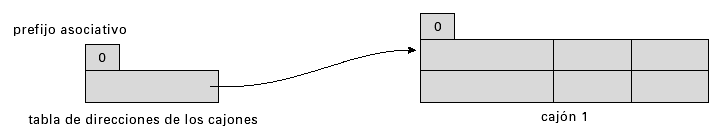 prefijo asociativo
0
0
tabla de direcciones de los cajones
cajón 1